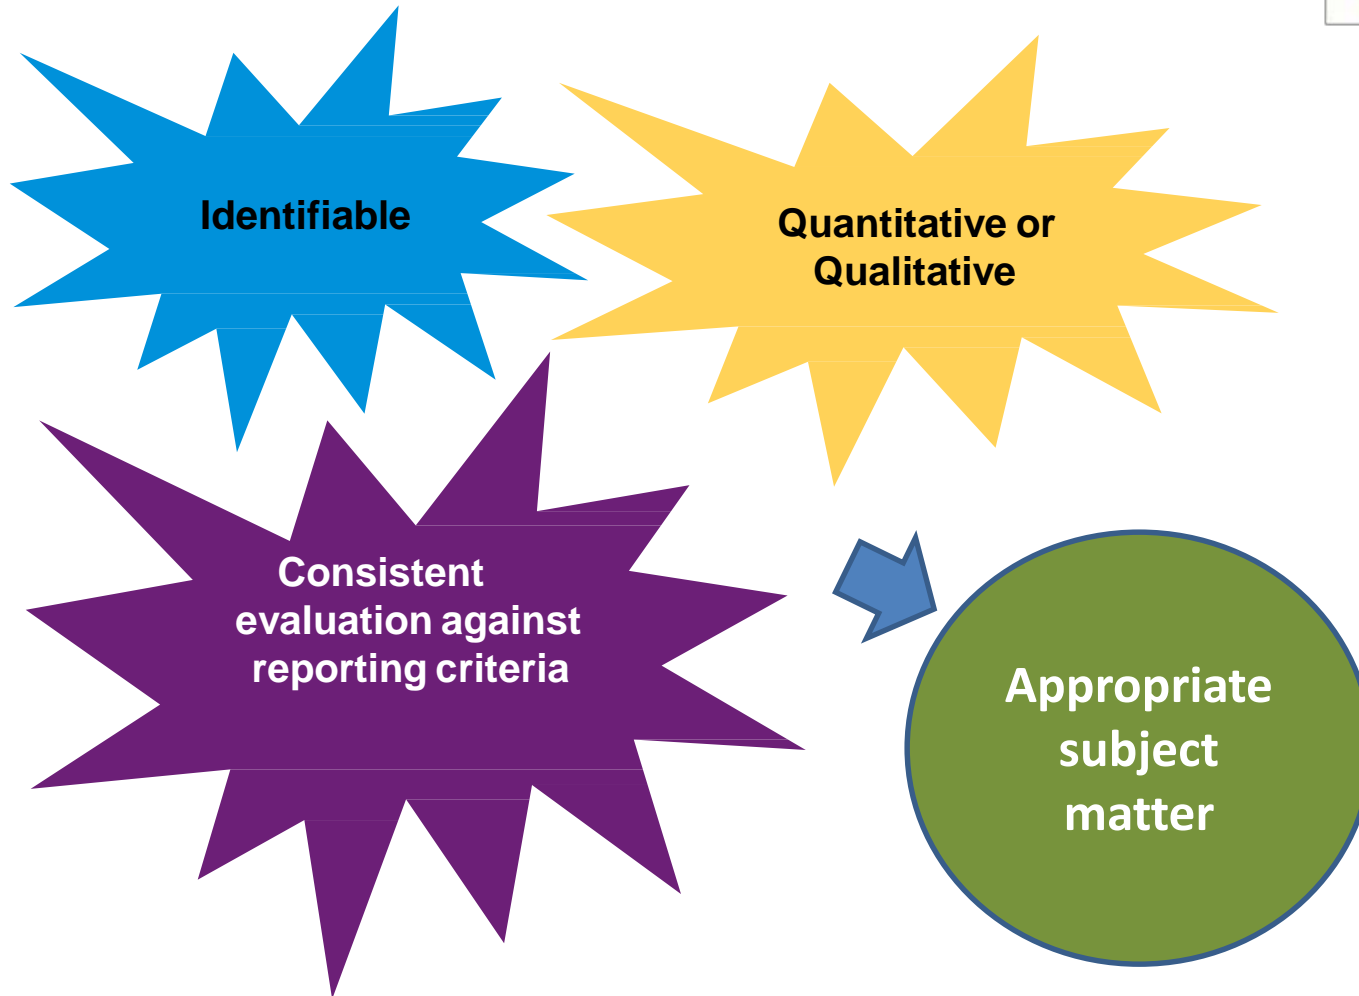 Identifiable
Quantitative or
Qualitative
Consistent
evaluation against
reporting criteria
Appropriate
subject
matter